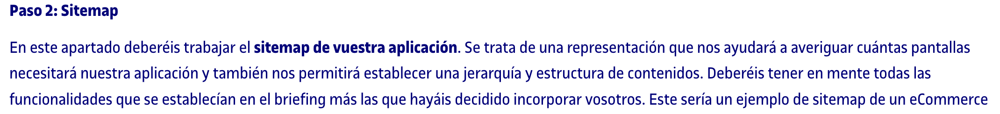 Paso 2: Sitemap
En este apartado deberéis trabajar el sitemap de vuestra aplicación. Se trata de una representación que nos ayudará a averiguar cuántas pantallas
necesitará nuestra aplicación y también nos permitirá establecer una jerarquía y estructura de contenidos. Deberéis tener en mente todas las
funcionalidades que se establecían en el briefing más las que hayáis decidido incorporar vosotros. Este sería un ejemplo de sitemap de un eCommerce